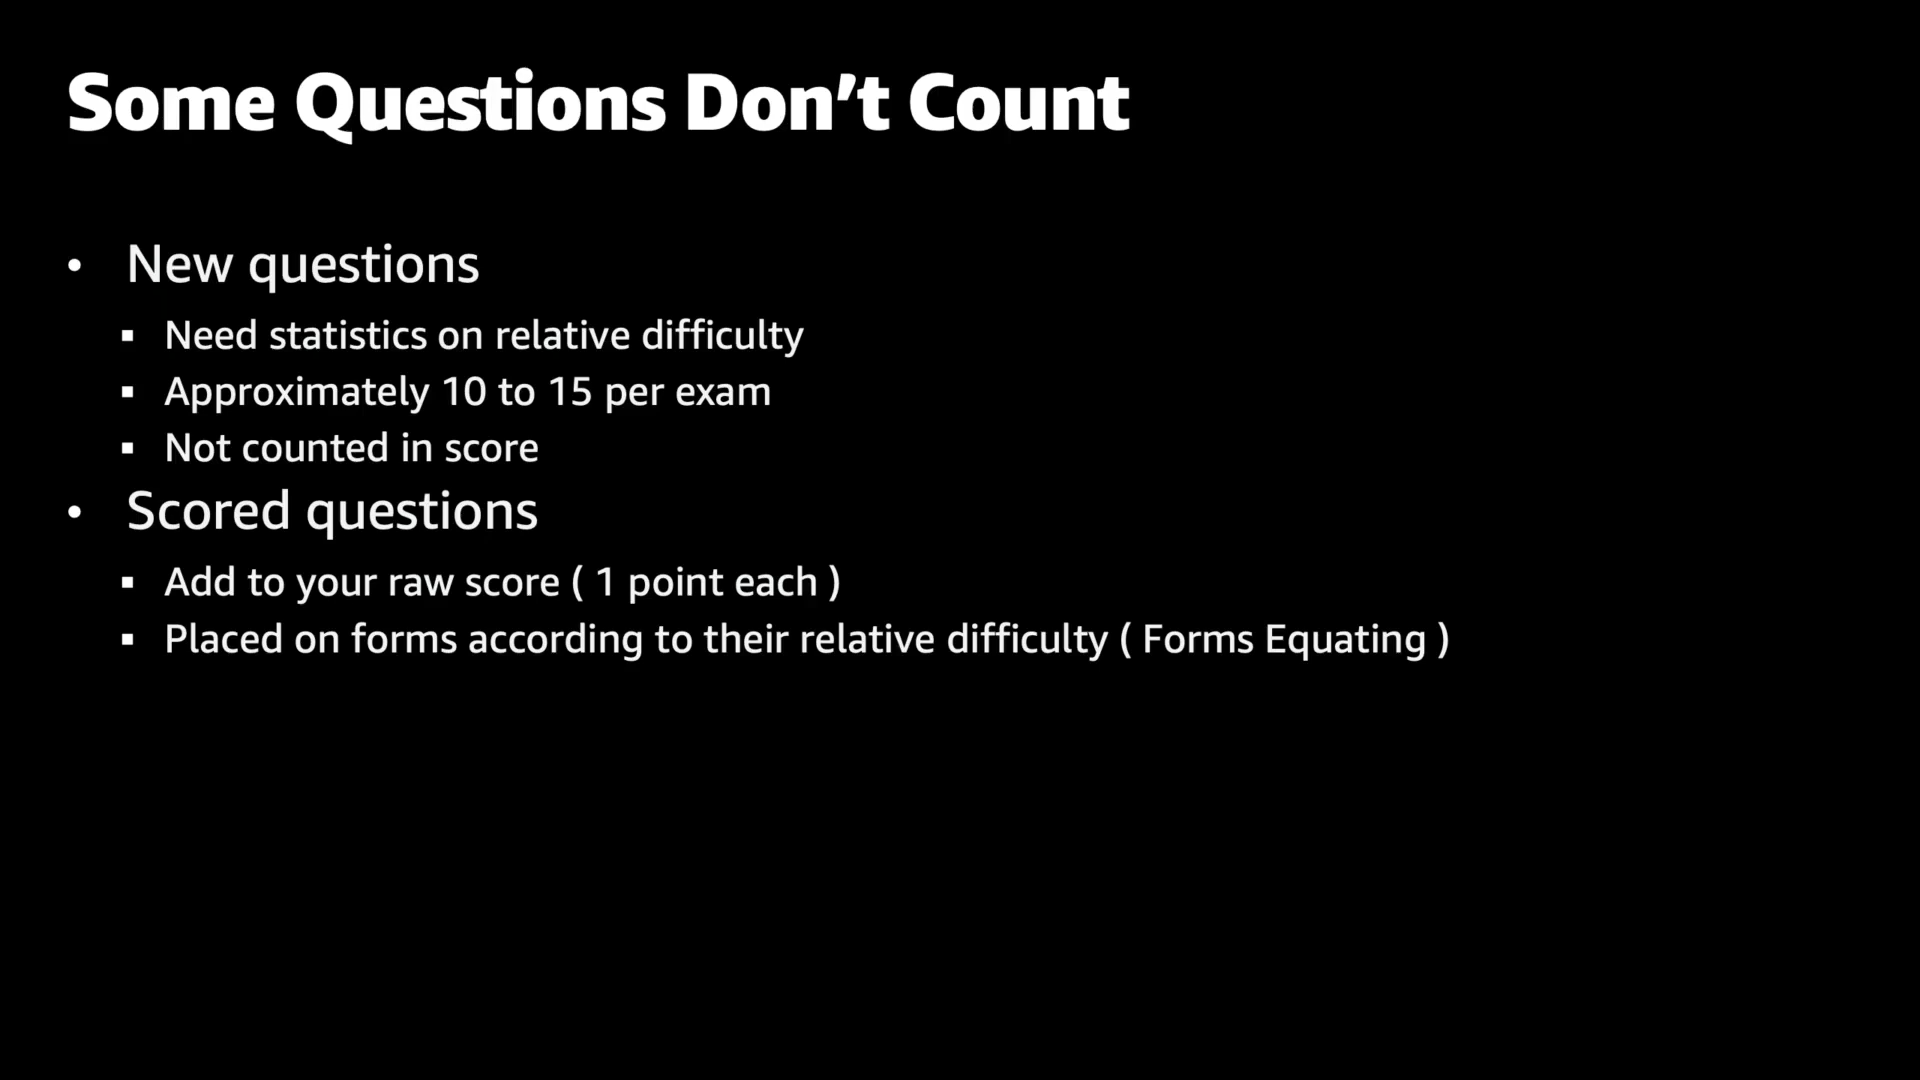 Some Questions Don’t Count
• New questions
▪ Need statistics on relative difficulty
▪ Approximately 10 to 15 per exam
▪ Not counted in score
• Scored questions
▪ Add to your raw score ( 1 point each )
▪ Placed on forms according to their relative difficulty ( Forms Equating )